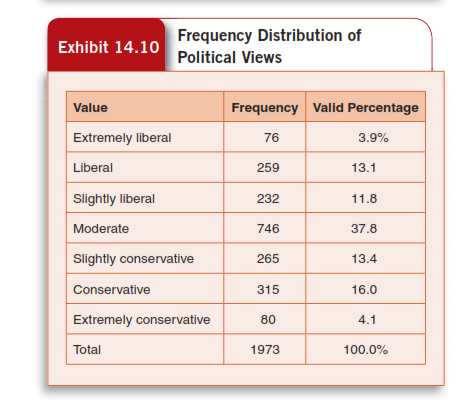 Exhibit 14.10
Frequency Distribution of
Political Views
Value Frequency Valid Percentage
Extremely liberal 76 3.9%
Liberal 259 13.1
Slightly liberal 232 11.8
Moderate 746 37.8
Slightly conservative 265 13.4
Conservative 315 16.0
Extremely conservative 80 4.1
Total 1973 100.0%